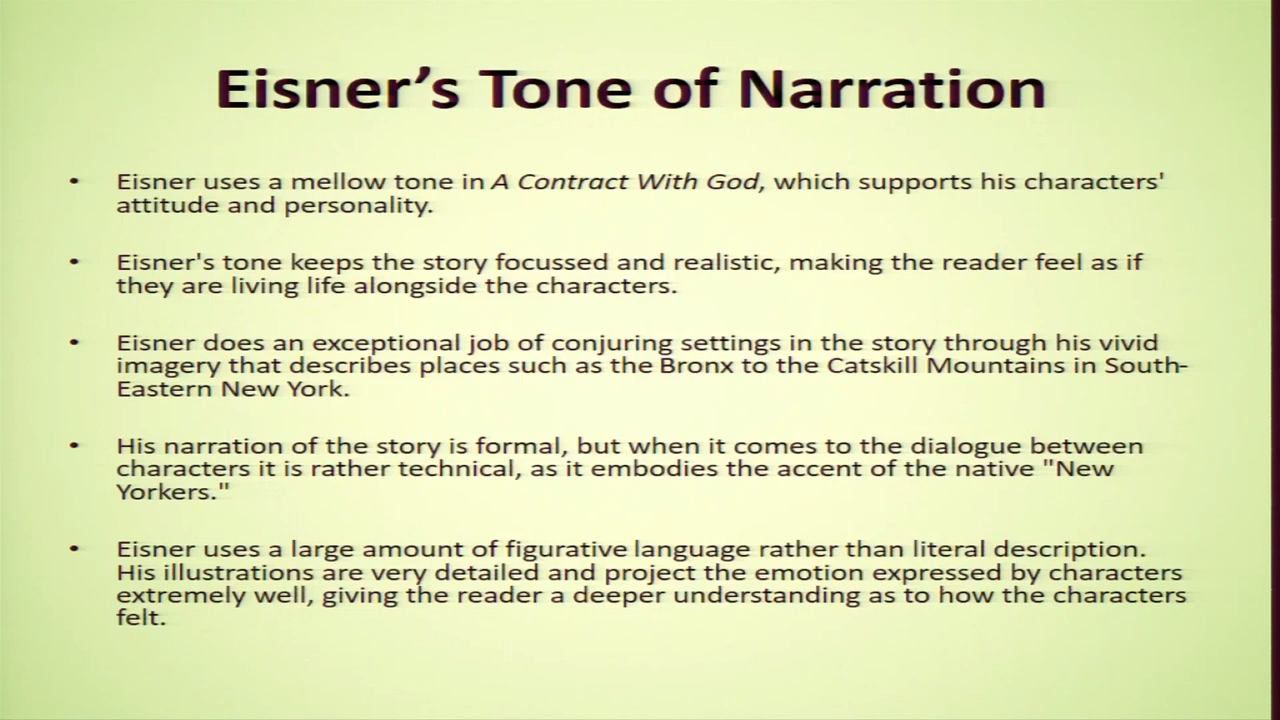 Eisner’s Tone of Narration
• Eisner uses a mellow tone in A Contract With God, which supports his characters'
attitude and personality.
• Eisner's tone keeps the story focussed and realistic, making the reader feel as if
they are living life alongside the characters.
• Eisner does an exceptional job of conjuring settings in the story through his vivid
imagery that describes places such as the Bronx to the Catskill Mountains in South-
Eastern New York.
• His narration of the story is formal, but when it comes to the dialogue between
characters it is rather technical, as it embodies the accent of the native "New
Yorkers."
• Eisner uses a large amount of figurative language rather than literal description.
His illustrations are very detailed and project the emotion expressed by characters
extremely well, giving the reader a deeper understanding as to how the characters
felt.